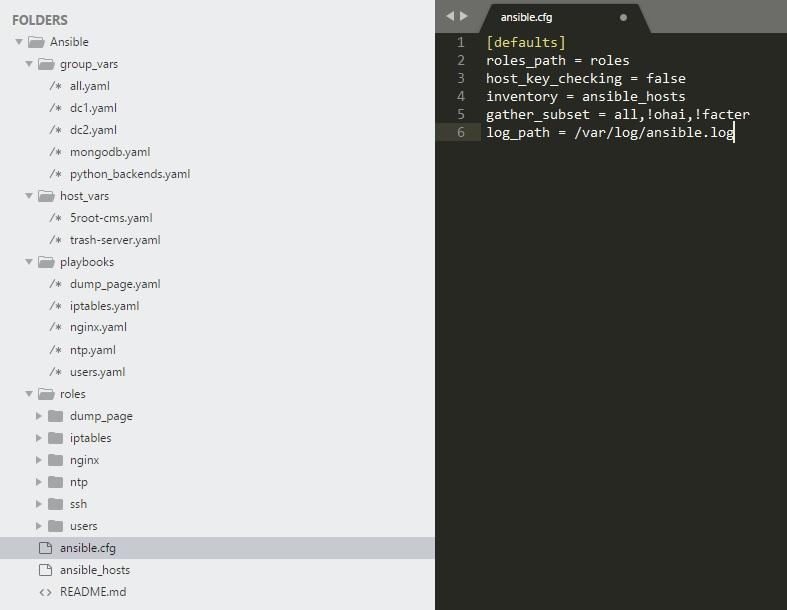 FOLDERS
Ansible
group_vars
/* all.yaml
/* dc1.yaml
/* dc2.yaml
/* mongodb.yaml
/* python_backends.yaml
host_vars
/* 5root-cms.yaml
/* trash-server.yaml
playbooks
/* dump_page.yaml
/* iptables.yaml
/* nginx.yaml
/* ntp.yaml
/* users.yaml
roles
dump_page
iptables
nginx
ntp
ssh
users
ansible.cfg
ansible_hosts
<> README.md
ansible.cfg
1 [defaults]
2 roles_path = roles
3 host_key_checking = false
4 inventory = ansible_hosts
5 gather_subset = all,!ohai,!facter
6 log_path = /var/log/ansible.log